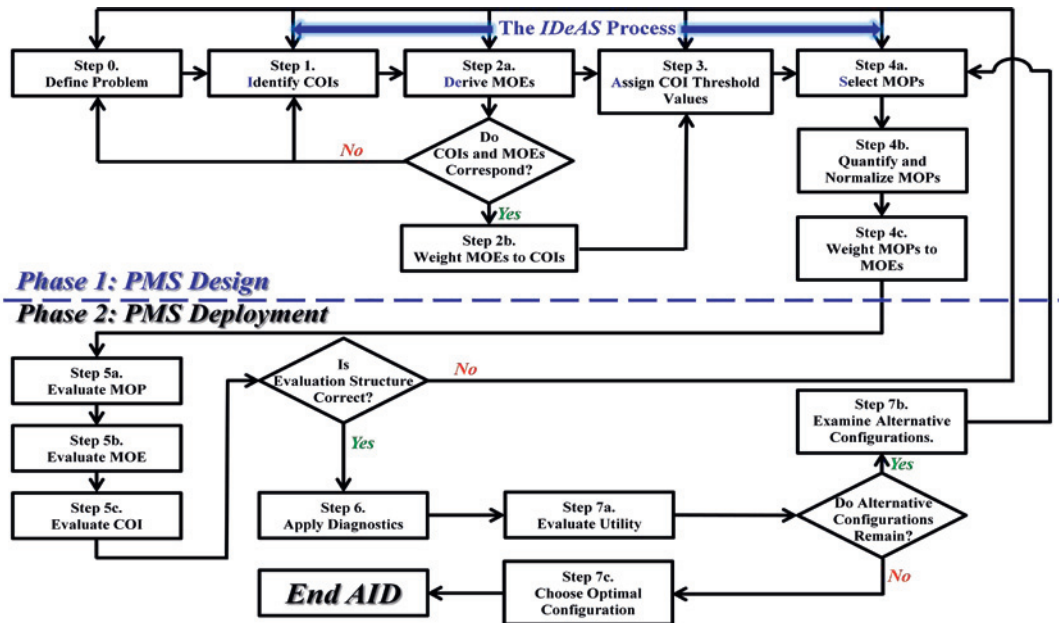 The IDeAS Process
Step 0.
Define Problem
Step 1.
Identify COIs
Step 2a.
Derive MOEs
Step 3.
Assign COI Threshold
Values
Step 4a.
Select MOPs
Do
COIs and MOEs
Correspond?
No
Yes
Step 4b.
Quantify and
Normalize MOPs
Step 2b.
Weight MOEs to COIs
Step 4c.
Weight MOPs to
MOEs
Phase 1: PMS Design
Phase 2: PMS Deployment
Step 5a.
Evaluate MOP
Is
Evaluation Structure
Correct?
No
Yes
Step 5b.
Evaluate MOE
Step 5c.
Evaluate COI
Step 6.
Apply Diagnostics
Step 7a.
Evaluate Utility
Step 7b.
Examine Alternative
Configurations.
Yes
Do Alternative
Configurations
Remain?
No
Step 7c.
Choose Optimal
Configuration
End AID